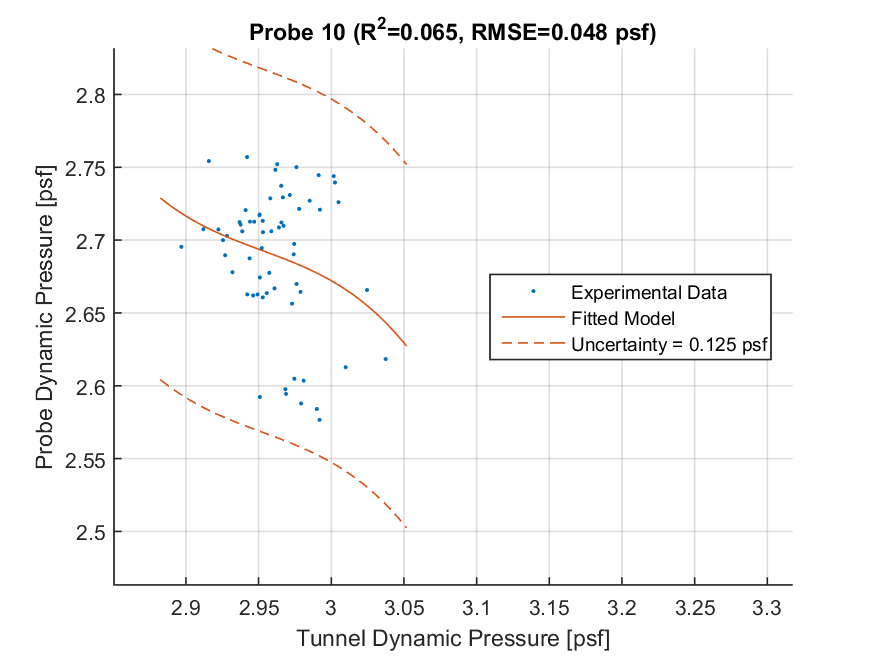 Probe 10 (R²=0.065, RMSE=0.048 psf)
2.8
2.75
2.7
2.65
2.6
2.55
2.5
Probe Dynamic Pressure [psf]
Experimental Data
Fitted Model
Uncertainty = 0.125 psf
2.9 2.95 3 3.05 3.1 3.15 3.2 3.25 3.3
Tunnel Dynamic Pressure [psf]